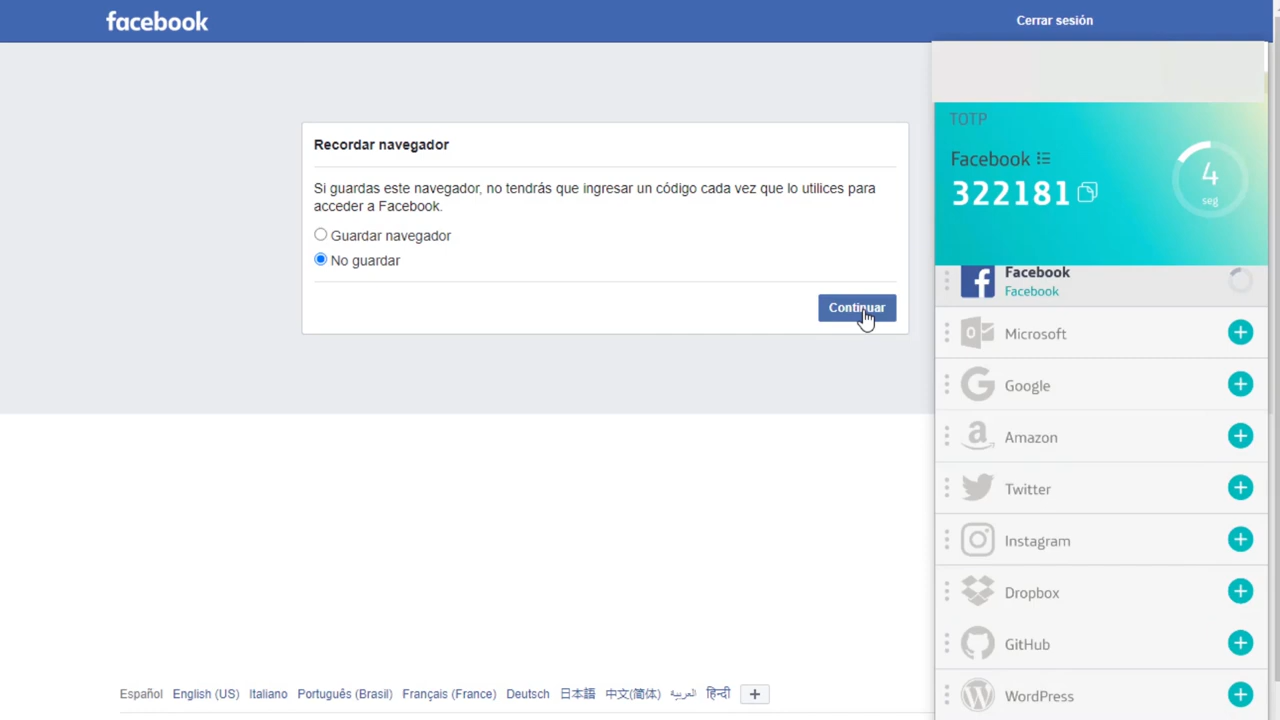 facebook
Cerrar sesión
Recordar navegador
Si guardas este navegador, no tendrás que ingresar un código cada vez que lo utilices para
acceder a Facebook.
Guardar navegador
No guardar
Continuar
TOTP
Facebook
322181
4
seg
Facebook
Facebook
Microsoft
Google
Amazon
Twitter
Instagram
Dropbox
GitHub
WordPress
Español English (US) Italiano Português (Brasil) Français (France) Deutsch 日本語 中文(简体) العربية हिन्दी +